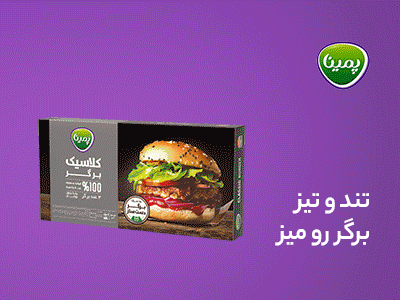 پمینا
تند و تیز
برگر رو میز
پمینا
کلاسیک
برگر
%100